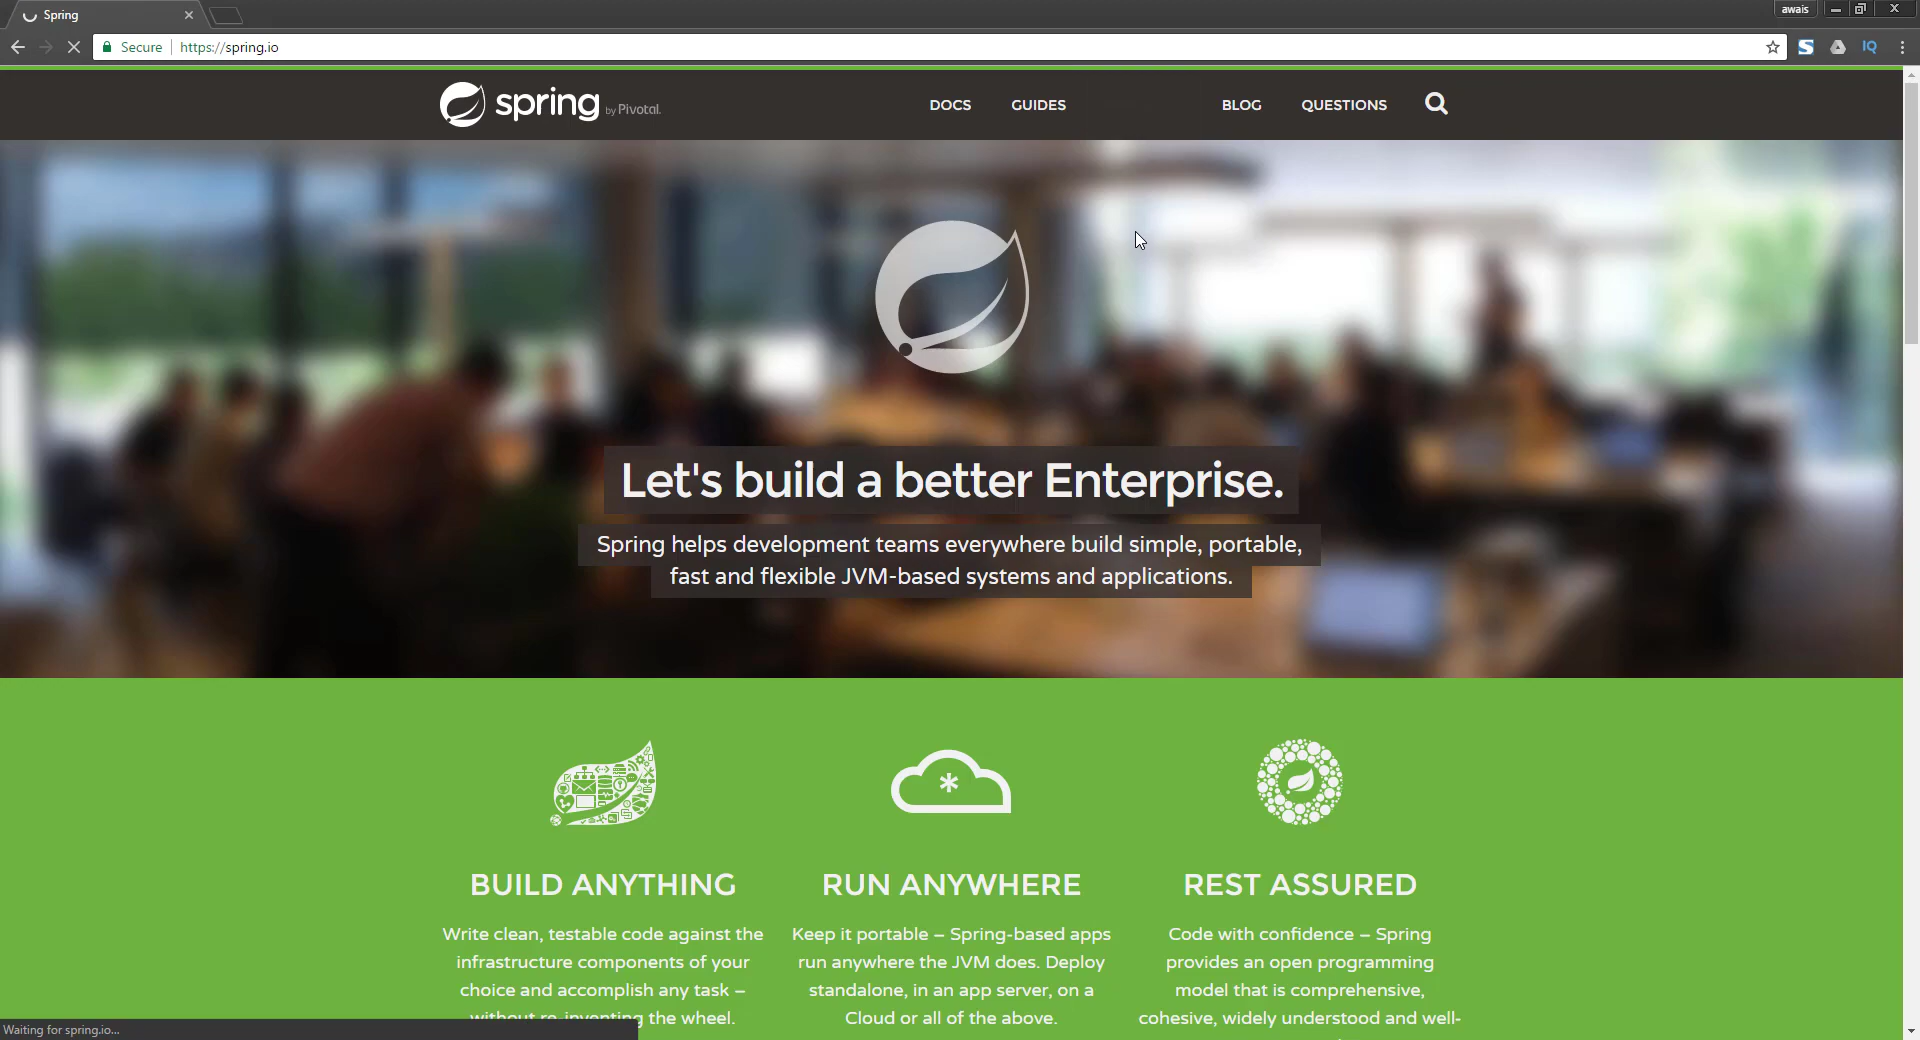 Spring
awais
Secure https://spring.io
IQ
spring by Pivotal.
DOCS GUIDES BLOG QUESTIONS
Let's build a better Enterprise.
Spring helps development teams everywhere build simple, portable,
fast and flexible JVM-based systems and applications.
BUILD ANYTHING
Write clean, testable code against the
infrastructure components of your
choice and accomplish any task –
without re-inventing the wheel.
RUN ANYWHERE
Keep it portable – Spring-based apps
run anywhere the JVM does. Deploy
standalone, in an app server, on a
Cloud or all of the above.
REST ASSURED
Code with confidence – Spring
provides an open programming
model that is comprehensive,
cohesive, widely understood and well-
Waiting for spring.io...